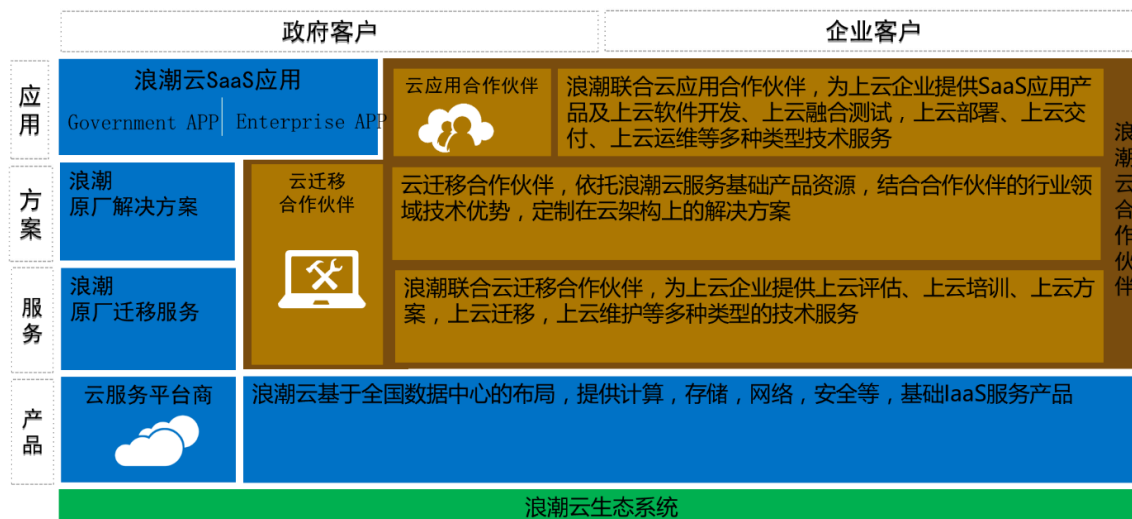 政府客户
企业客户
应
用
浪潮云SaaS应用
Government APP
Enterprise APP
云应用合作伙伴
浪潮联合云应用合作伙伴，为上云企业提供SaaS应用产
品及上云软件开发、上云融合测试，上云部署、上云交
付、上云运维等多种类型技术服务
浪
潮
云
合
作
伙
伴
方
案
浪潮
原厂解决方案
云迁移
合作伙伴
云迁移合作伙伴，依托浪潮云服务基础产品资源，结合合作伙伴的行业领
域技术优势，定制在云架构上的解决方案
服
务
浪潮
原厂迁移服务
浪潮联合云迁移合作伙伴，为上云企业提供上云评估、上云培训、上云方
案，上云迁移，上云维护等多种类型的技术服务
产
品
云服务平台商
浪潮云基于全国数据中心的布局，提供计算，存储，网络，安全等，基础IaaS服务产品
浪潮云生态系统